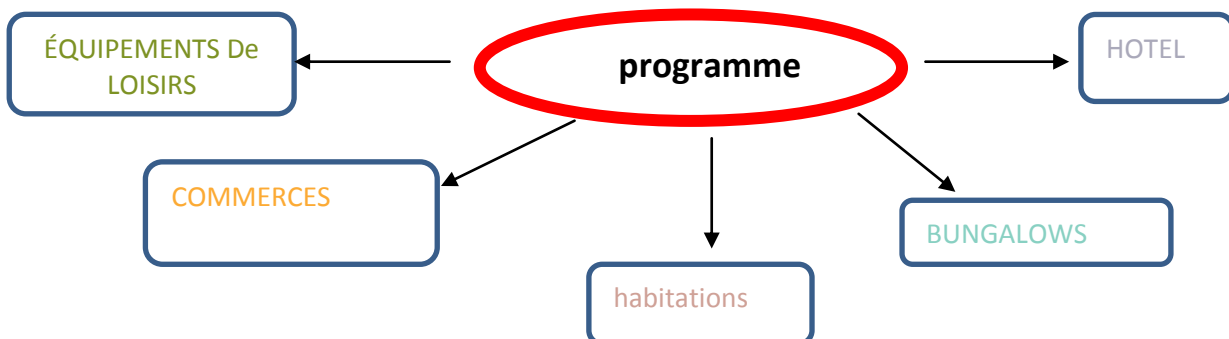 ÉQUIPEMENTS De
LOISIRS
programme
HOTEL
COMMERCES
BUNGALOWS
habitations